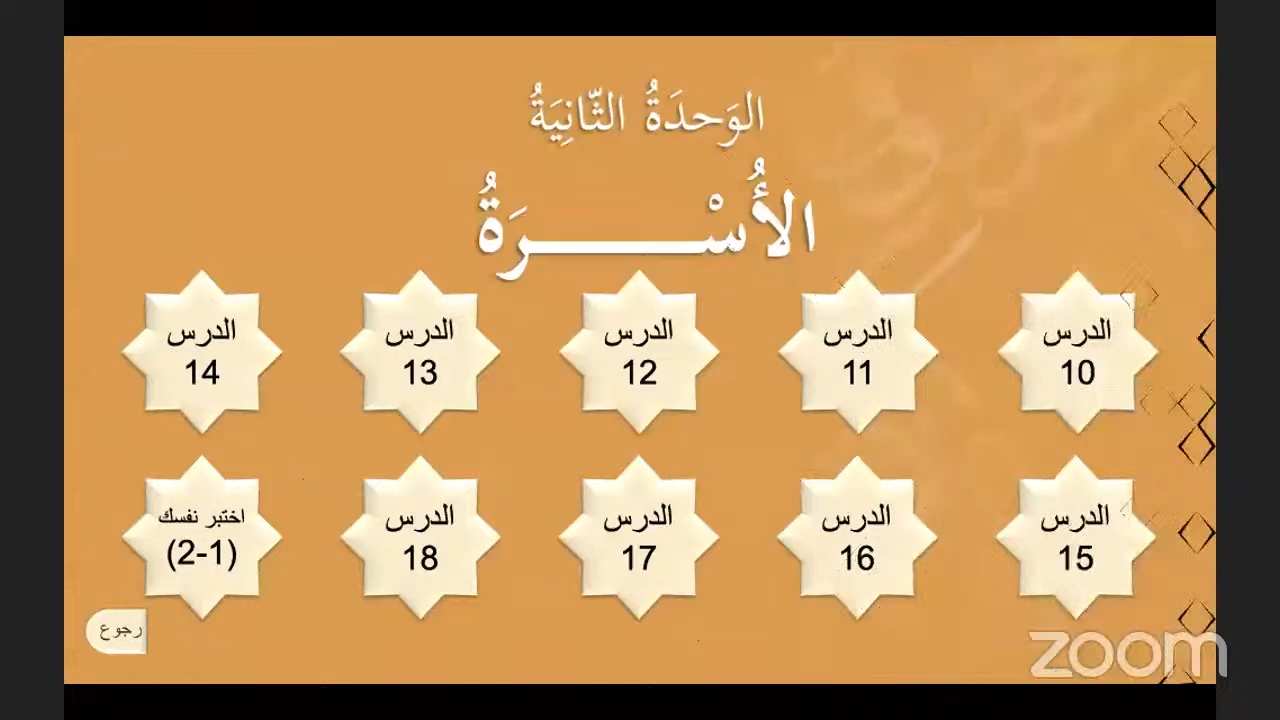 الوَحدَةُ الثَّانِيَةُ
الأُسْـــــــرَةُ
الدرس
10
الدرس
11
الدرس
12
الدرس
13
الدرس
14
الدرس
15
الدرس
16
الدرس
17
الدرس
18
اختبر نفسك
(2-1)
رجوع
zoom